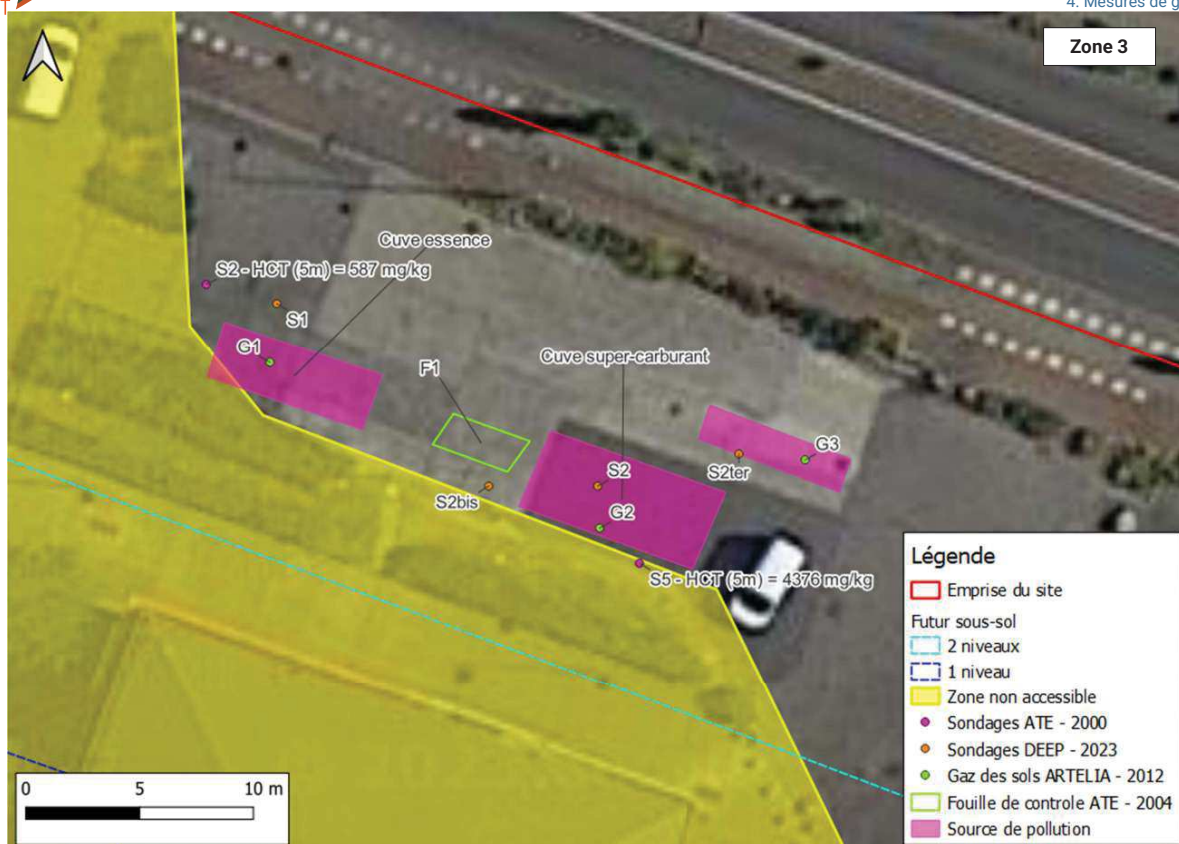 4. Mesures de g
Zone 3
Cuve essence
S2 - HCT (5m) = 587 mg/kg
S1
G1
Cuve super-carburant
F1
G3
S2ter
S2
S2bis
G2
S5 - HCT (5m) = 4376 mg/kg
Légende
Emprise du site
Futur sous-sol
2 niveaux
1 niveau
Zone non accessible
Sondages ATE - 2000
Sondages DEEP - 2023
Gaz des sols ARTELIA - 2012
Fouille de controle ATE - 2004
Source de pollution
0 5 10 m